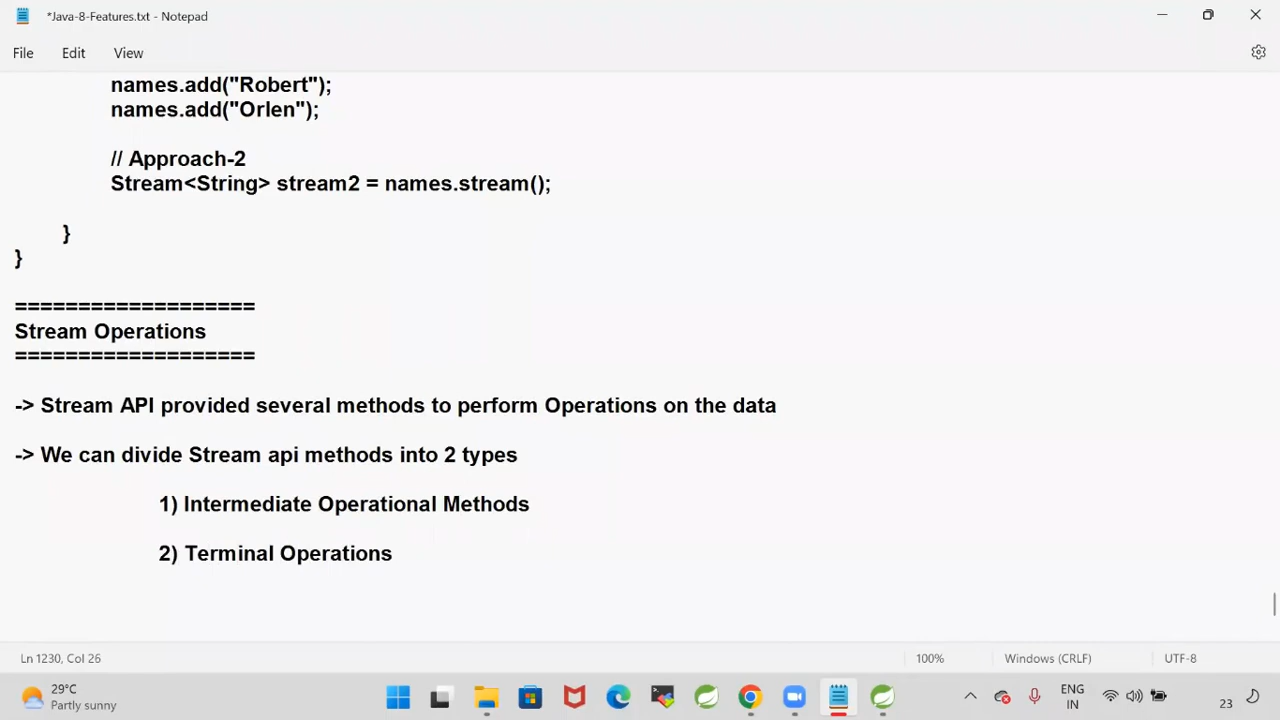 *Java-8-Features.txt - Notepad
File Edit View
names.add("Robert");
names.add("Orlen");
// Approach-2
Stream<String> stream2 = names.stream();
}
}
===================
Stream Operations
===================
-> Stream API provided several methods to perform Operations on the data
-> We can divide Stream api methods into 2 types
1) Intermediate Operational Methods
2) Terminal Operations
Ln 1230, Col 26 100% Windows (CRLF) UTF-8
29°C
Partly sunny
ENG
IN
23